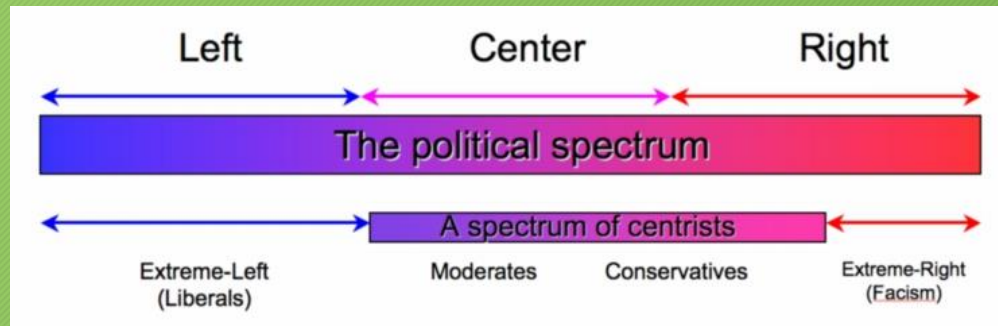 Left Center Right
The political spectrum
A spectrum of centrists
Extreme-Left Moderates Conservatives Extreme-Right
(Liberals) (Facism)